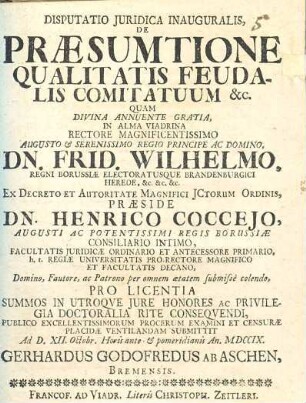 DISPUTATIO JURIDICA INAUGURALIS,
5
DE
PRÆSUMTIONE
QUALITATIS FEUDA-
LIS COMITATUUM &c.
QUAM
DIVINA ANNUENTE GRATIA,
IN ALMA VIADRINA
RECTORE MAGNIFICENTISSIMO
AUGUSTO & SERENISSIMO REGIO PRINCIPE AC DOMINO,
DN. FRID. WILHELMO,
REGNI BORUSSIÆ ELECTORATUSQUE BRANDENBURGICI
HEREDE, &c. &c. &c.
EX DECRETO ET AUTORITATE MAGNIFICI JCTORUM ORDINIS,
PRÆSIDE
DN. HENRICO COCCEJO,
AUGUSTI AC POTENTISSIMI REGIS BORUSSIÆ
CONSILIARIO INTIMO,
FACULTATIS JURIDICÆ ORDINARIO ET ANTECESSORE PRIMARIO,
h. t. REGIÆ UNIVERSITATIS PRORECTORE MAGNIFICO
ET FACULTATIS DECANO,
Domino, Fautore, ac Patrono per omnem ætatem submisse colendo,
PRO LICENTIA
SUMMOS IN UTROQVE JURE HONORES AC PRIVILE-
GIA DOCTORALIA RITE CONSEQVENDI,
PUBLICO EXCELLENTISSIMORUM PROCERUM EXAMINI ET CENSURÆ
PLACIDÆ VENTILANDAM SUBMITTIT
Ad D. XII. Octobr. Horis ante- & pomeridianis An. MDCCIX.
GERHARDUS GODOFREDUS AB ASCHEN,
BREMENSIS.
FRANCOF. AD VIADR. Literis CHRISTOPH. ZEITLERI.